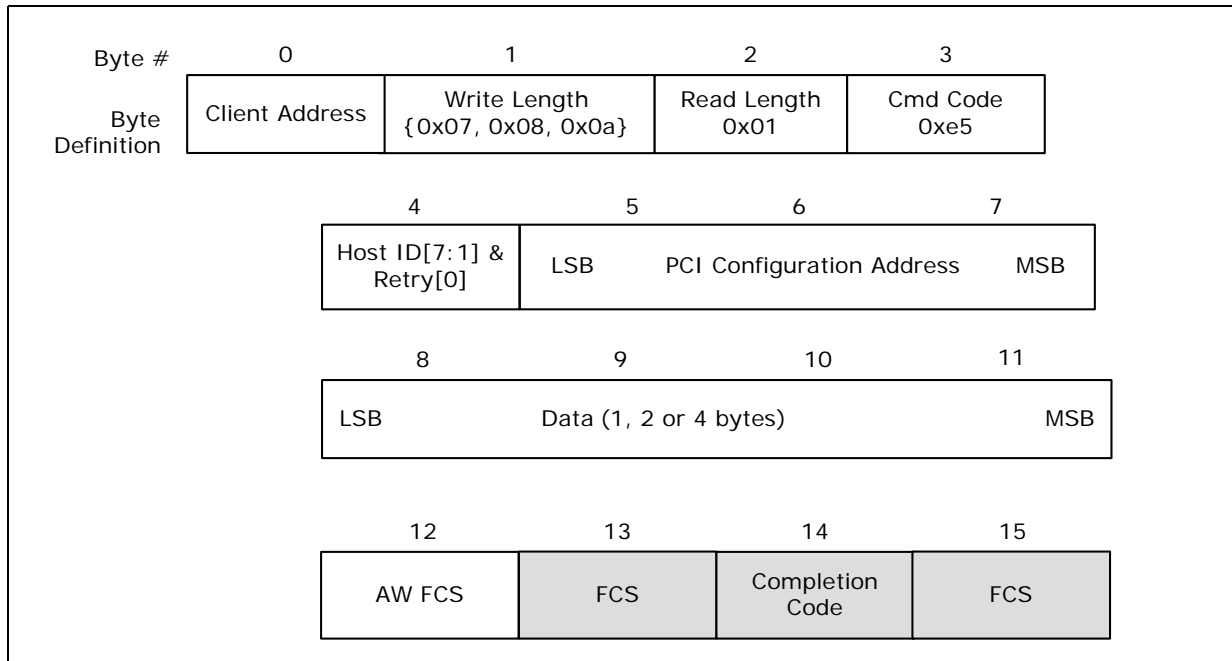 Byte # 0 1 2 3
Byte Definition
Client Address
Write Length
{0x07, 0x08, 0x0a}
Read Length
0x01
Cmd Code
0xe5
4 5 6 7
Host ID[7:1] &
Retry[0]
LSB PCI Configuration Address MSB
8 9 10 11
LSB Data (1, 2 or 4 bytes) MSB
12 13 14 15
AW FCS
FCS
Completion
Code
FCS